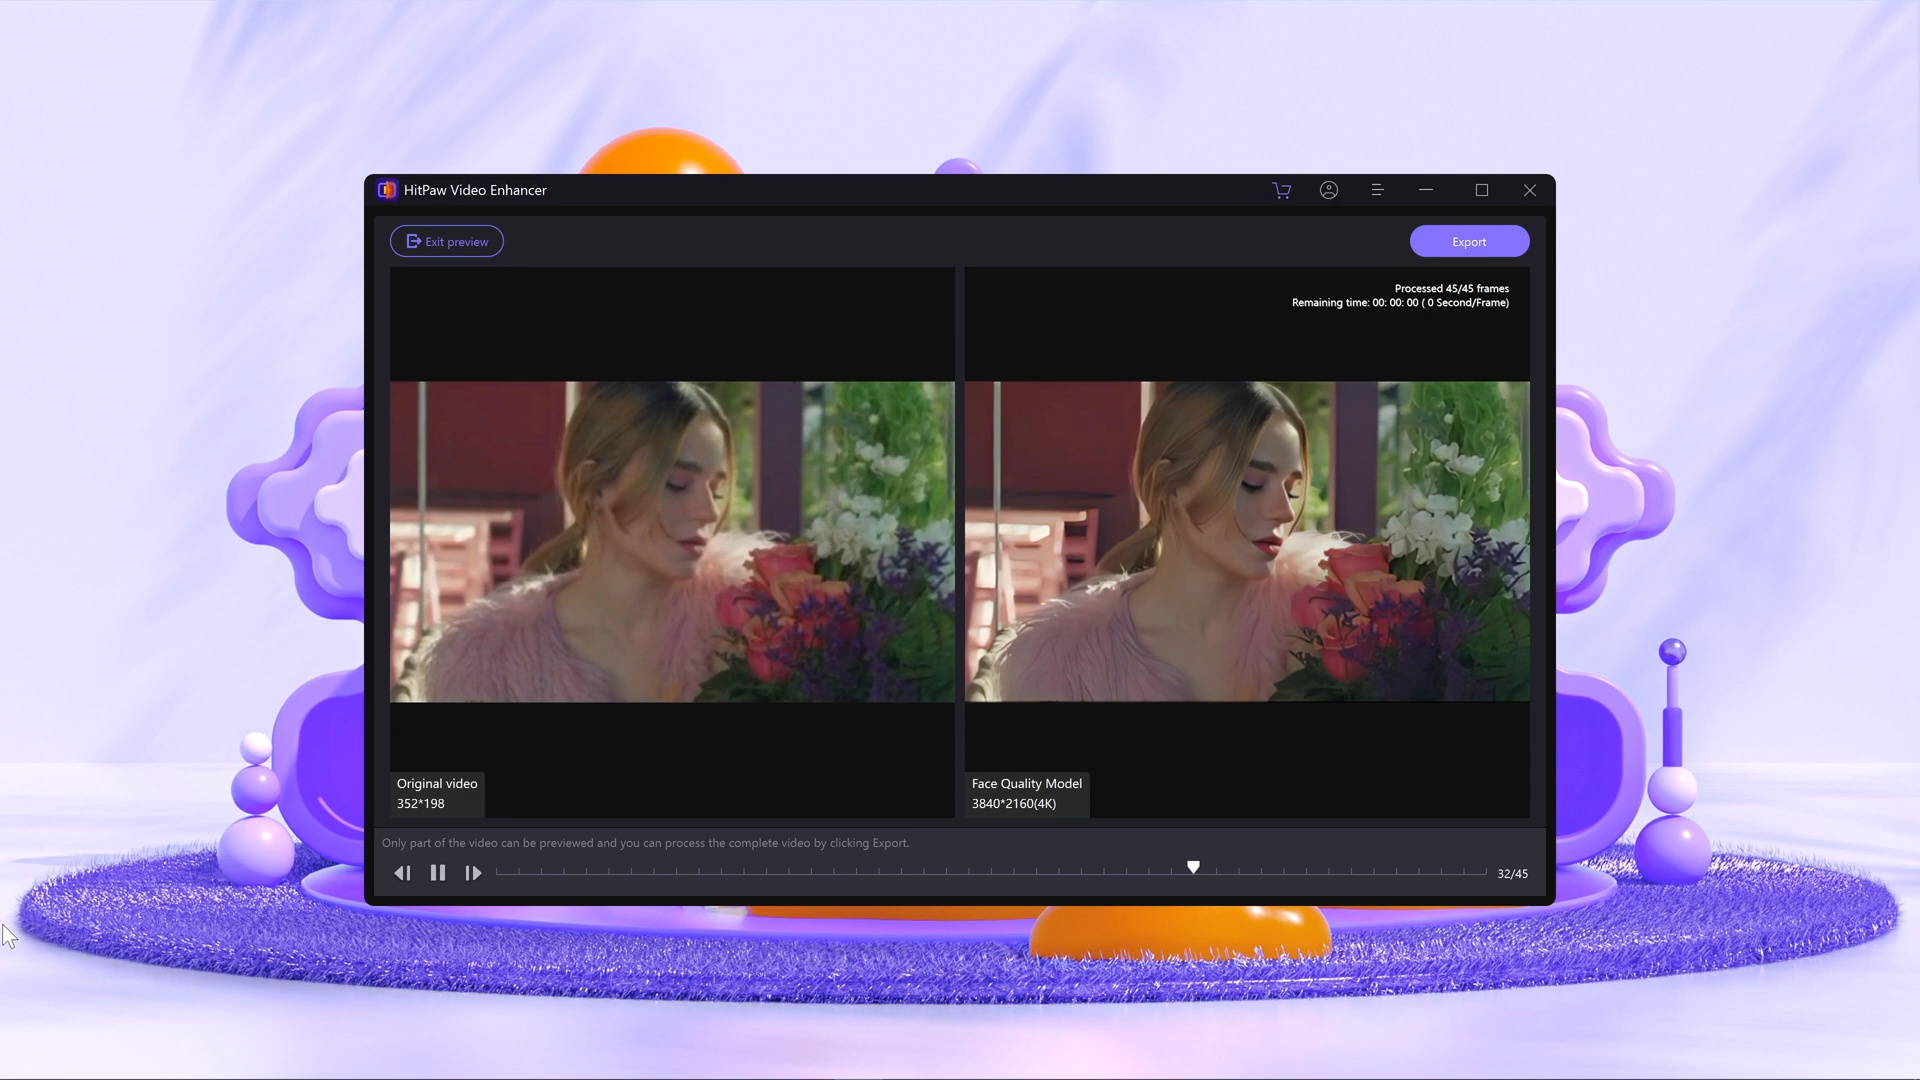 HitPaw Video Enhancer
Exit preview
Export
Processed 45/45 frames
Remaining time: 00: 00: 00 ( 0 Second/Frame)
Original video
352*198
Face Quality Model
3840*2160(4K)
Only part of the video can be previewed and you can process the complete video by clicking Export.
32/45